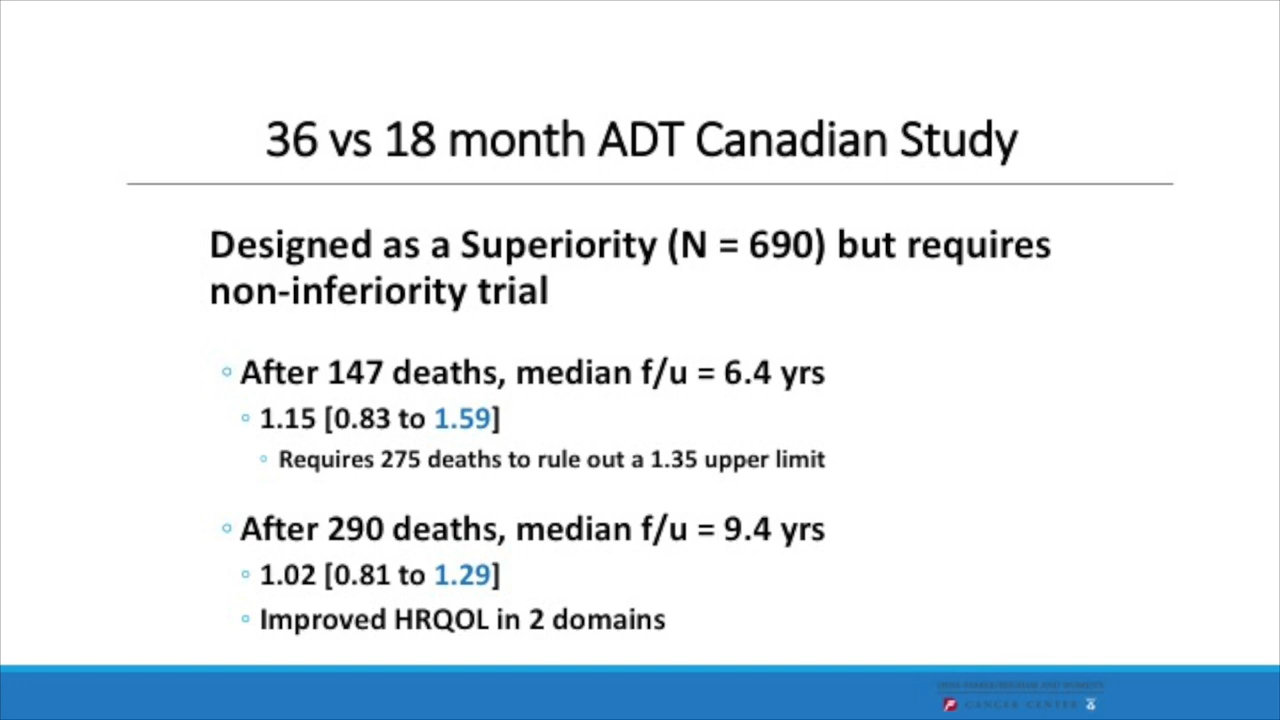 36 vs 18 month ADT Canadian Study
Designed as a Superiority (N = 690) but requires
non-inferiority trial
◦ After 147 deaths, median f/u = 6.4 yrs
◦ 1.15 [0.83 to 1.59]
◦ Requires 275 deaths to rule out a 1.35 upper limit
◦ After 290 deaths, median f/u = 9.4 yrs
◦ 1.02 [0.81 to 1.29]
◦ Improved HRQOL in 2 domains
CANCER CENTER